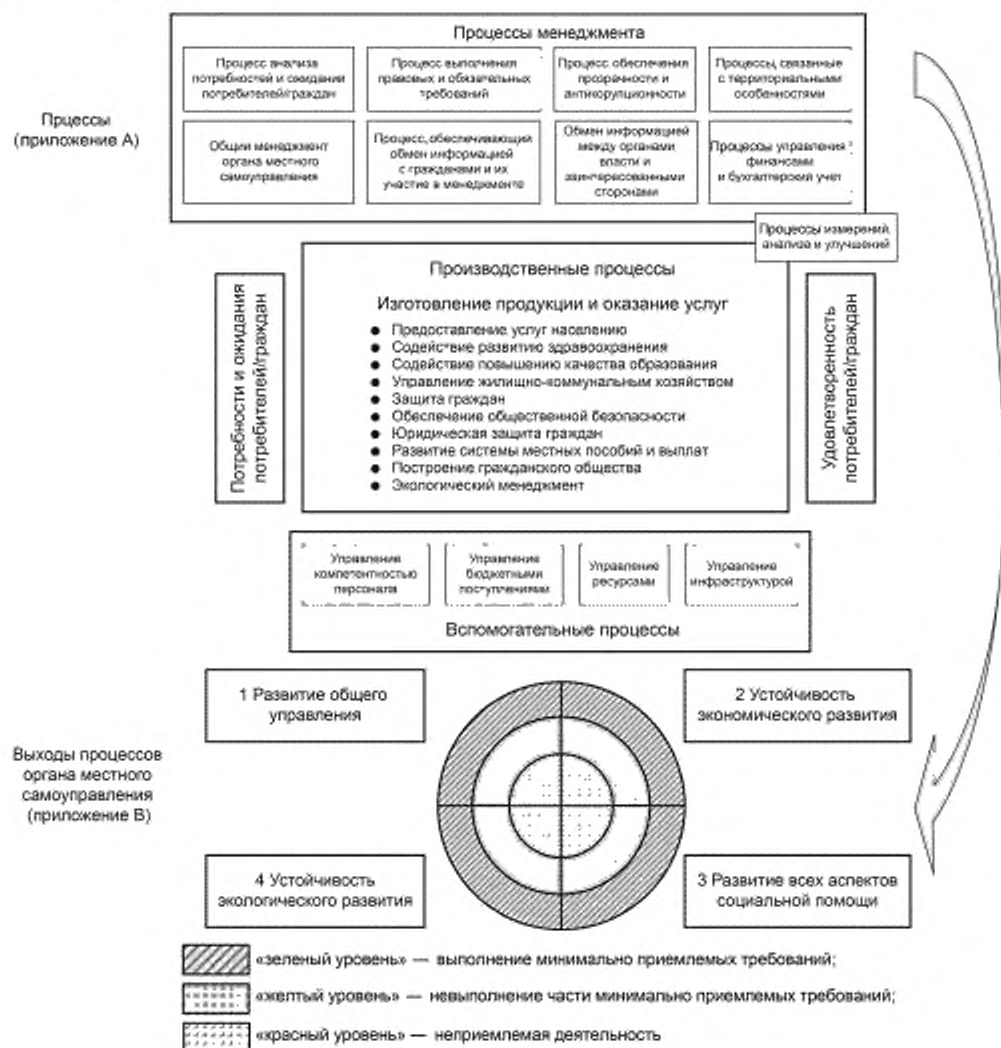 Процессы менеджмента
Процесс анализа
потребностей и ожидании
потребителей/граждан
Процесс выполнения
правовых и обязательных
требований
Процесс обеспечения
прозрачности и
антикорупционности
Процессы, связанные
с территориальными
особенностями
Прцессы
(приложение А)
Общии менеджмент
органа местного
самоуправления
Процесс, обеспечивающии
обмен информацией
с гражданами и их
участие в менеджменте
Обмен информацией
между органами
власти и
заинтересованными
сторонами
Процессы управления
финансами
и бухгалтерский учет
Процессы измерений,
анализа и улучшений
Потребности и ожидания
потребителей/граждан
Производственные процессы
Изготовление продукции и оказание услуг
● Предоставление услуг населению
● Содействие развитию здравоохранения
● Содействие повышению качества образования
● Управление жилищно-коммунальным хозяйством
● Защита граждан
● Обеспечение общественной безопасности
● Юридическая защита граждан
● Развитие системы местных пособий и выплат
● Построение гражданского общества
● Экологический менеджмент
Удовлетворенность
потребителей/граждан
Управление
компетентностью
персонала
Управление
бюджетными
поступлениями
Управление
ресурсами
Управление
инфраструктурой
Вспомогательные процессы
1 Развитие общего
управления
2 Устойчивость
экономического развития
Выходы процессов
органа местного
самоуправления
(приложение В)
4 Устойчивость
экологического развития
3 Развитие всех аспектов
социальной помощи
«зеленый уровень» — выполнение минимально приемлемых требований;
«желтый уровень» — невыполнение части минимально приемлемых требований;
«красный уровень» — неприемлемая деятельность